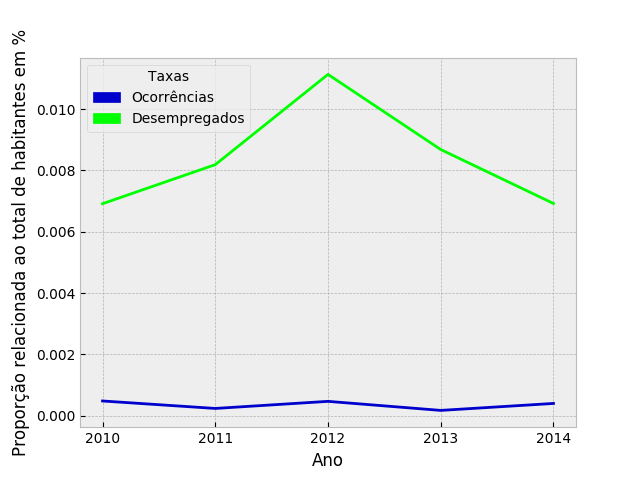 Proporção relacionada ao total de habitantes em %
Taxas
Ocorrências
Desempregados
0.010
0.008
0.006
0.004
0.002
0.000
2010 2011 2012 2013 2014
Ano